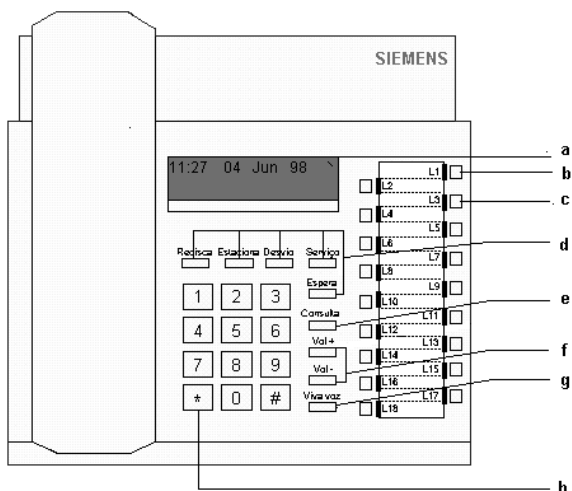 SIEMENS
a
11:27 04 Jun 98 `
L1
b
L2
L3
c
L4
L5
L6
Redisca Estaciona Desvio Serviço
d
L7
L8
Espera
L9
1 2 3
L10
e
Consulta
L11
4 5 6
L12
Vol+
L13
f
L14
7 8 9
Vol-
L15
g
L16
Viva voz
L17
* 0 #
L18
h